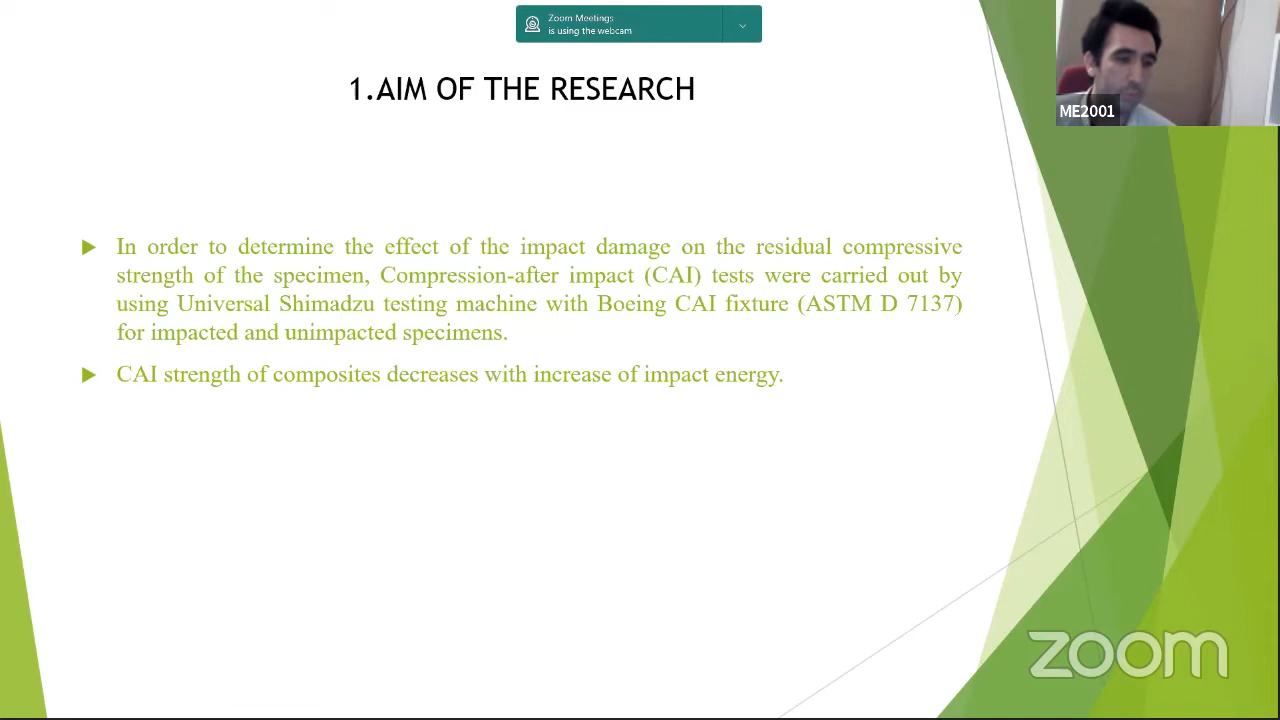 Zoom Meetings
is using the webcam
1.AIM OF THE RESEARCH
ME2001
In order to determine the effect of the impact damage on the residual compressive
strength of the specimen, Compression-after impact (CAI) tests were carried out by
using Universal Shimadzu testing machine with Boeing CAI fixture (ASTM D 7137)
for impacted and unimpacted specimens.
CAI strength of composites decreases with increase of impact energy.
zoom